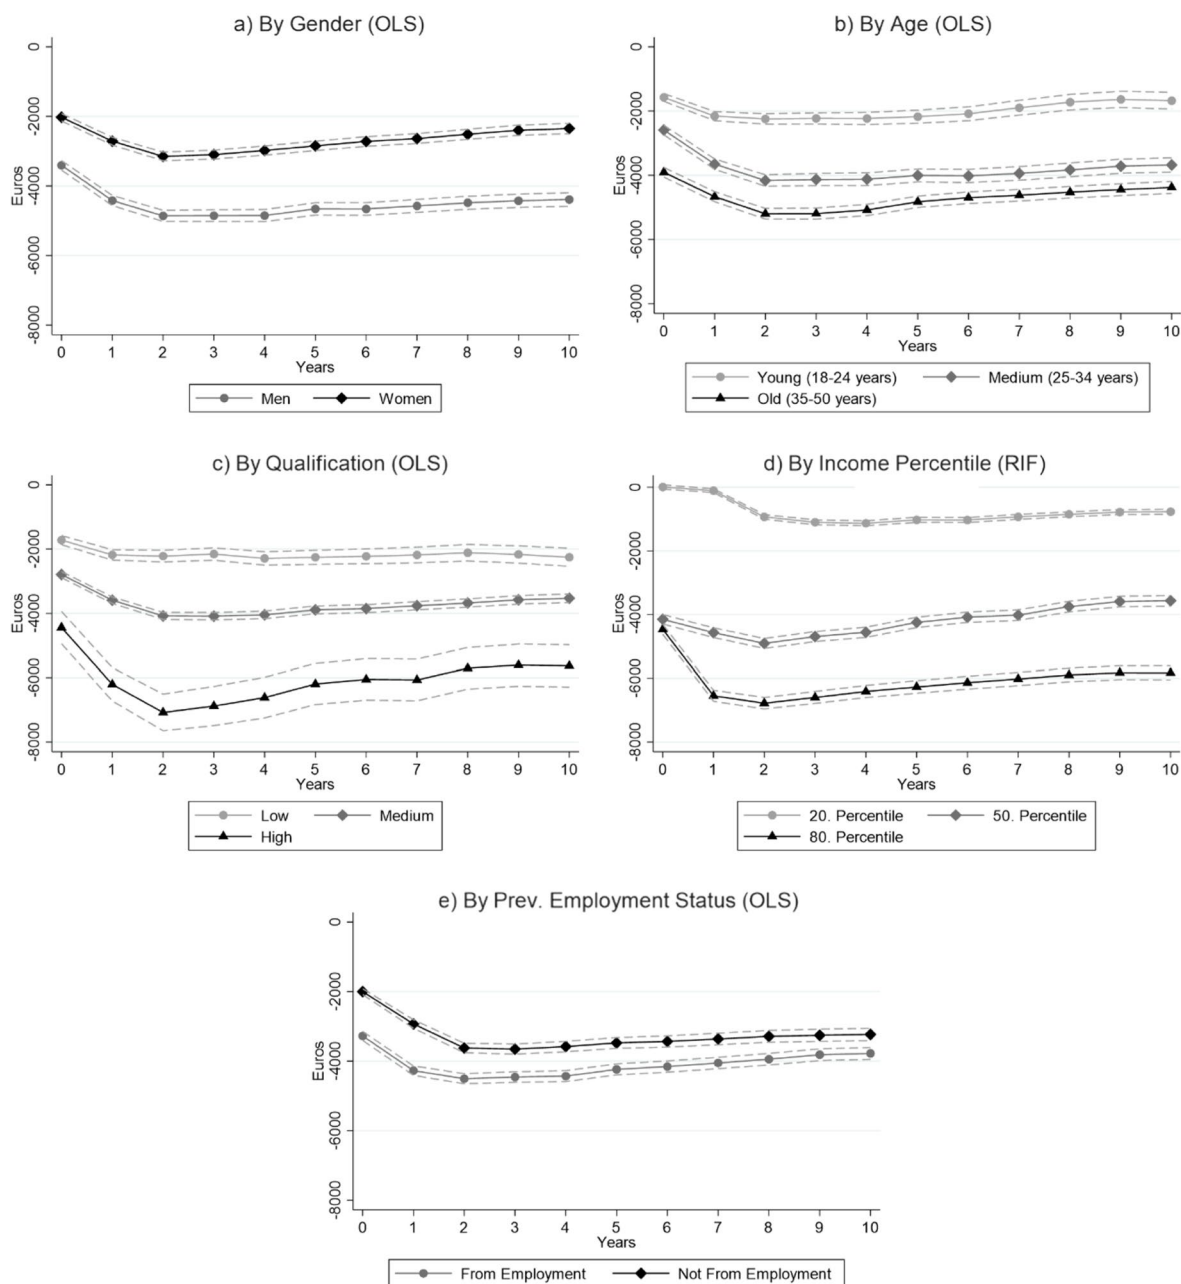 a) By Gender (OLS)
0
-2000
-4000
-6000
-8000
Euros
0 1 2 3 4 5 6 7 8 9 10
Years
Men Women
b) By Age (OLS)
0
-2000
-4000
-6000
-8000
Euros
0 1 2 3 4 5 6 7 8 9 10
Years
Young (18-24 years) Medium (25-34 years)
Old (35-50 years)
c) By Qualification (OLS)
0
-2000
-4000
-6000
-8000
Euros
0 1 2 3 4 5 6 7 8 9 10
Years
Low Medium
High
d) By Income Percentile (RIF)
0
-2000
-4000
-6000
-8000
Euros
0 1 2 3 4 5 6 7 8 9 10
Years
20. Percentile 50. Percentile
80. Percentile
e) By Prev. Employment Status (OLS)
0
-2000
-4000
-6000
-8000
Euros
0 1 2 3 4 5 6 7 8 9 10
Years
From Employment Not From Employment